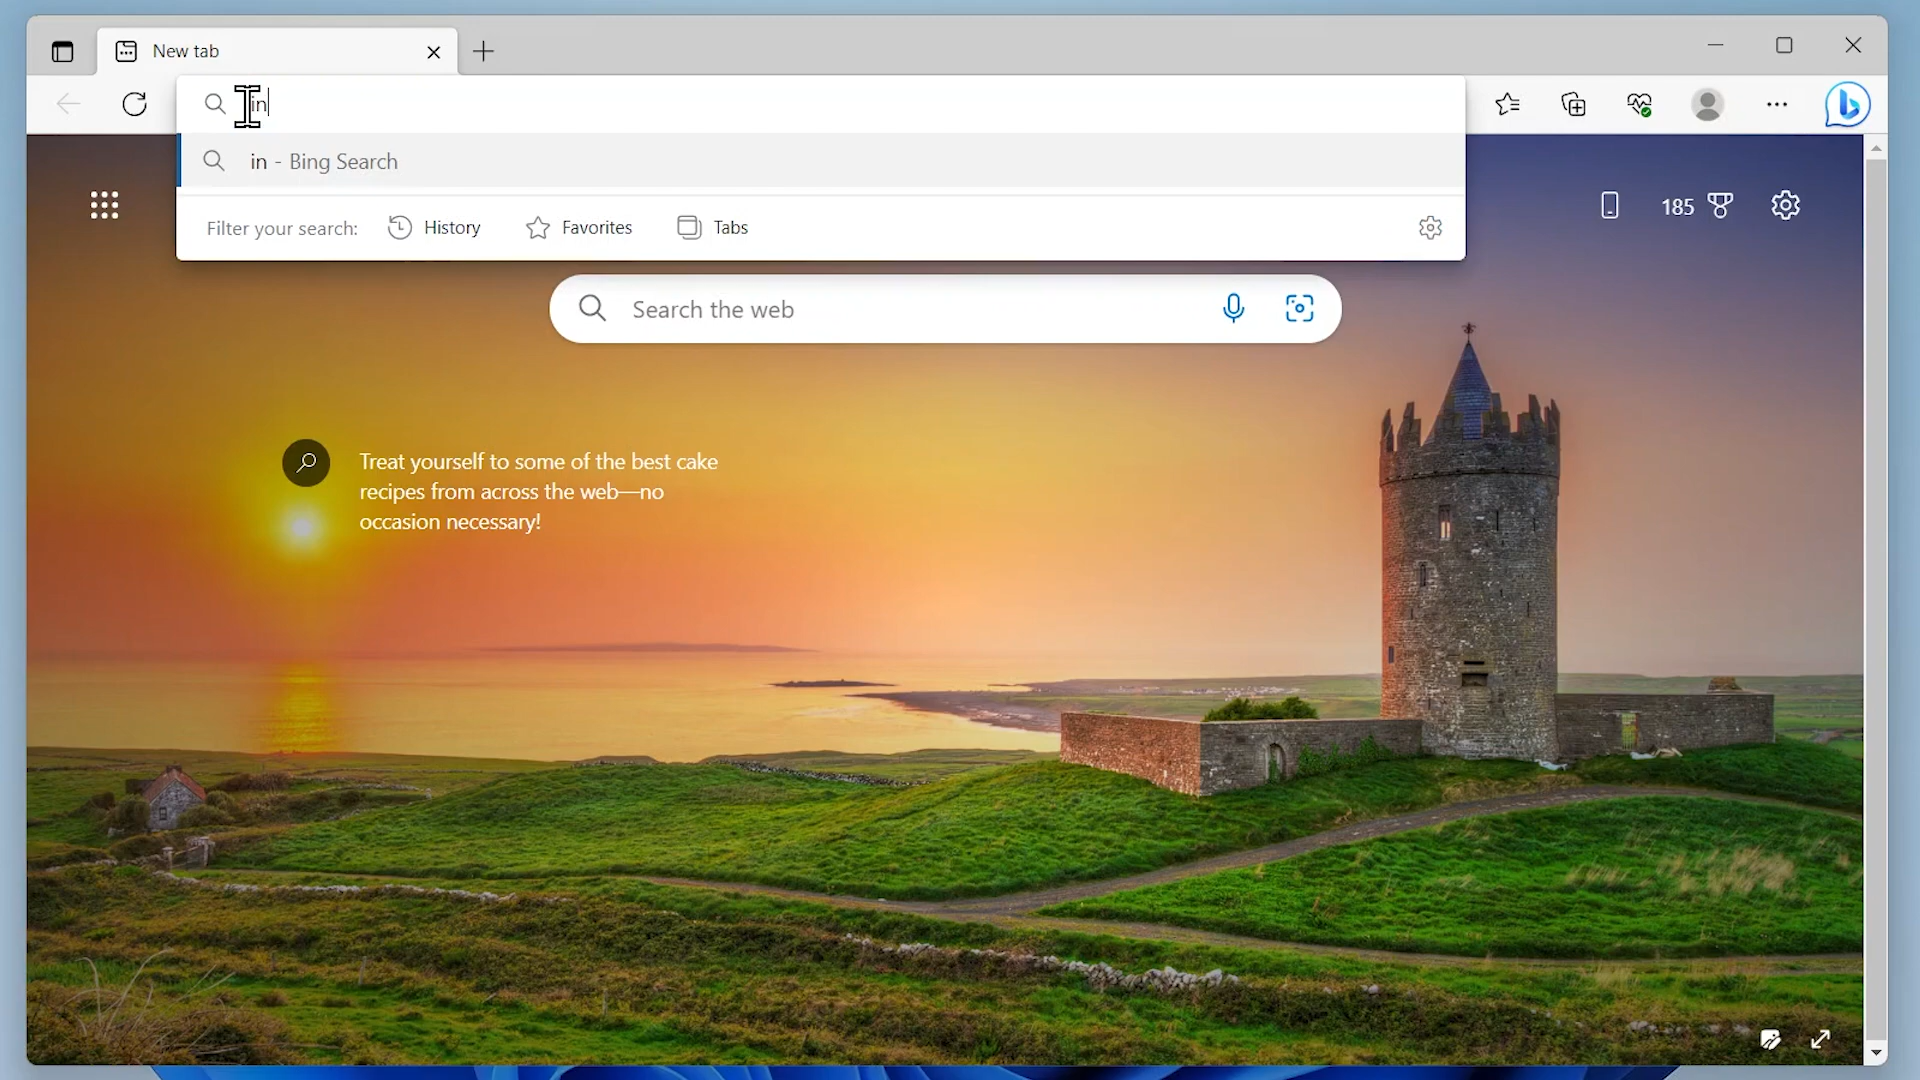 New tab
in
in - Bing Search
Filter your search: History Favorites Tabs
185
Search the web
Treat yourself to some of the best cake
recipes from across the web—no
occasion necessary!